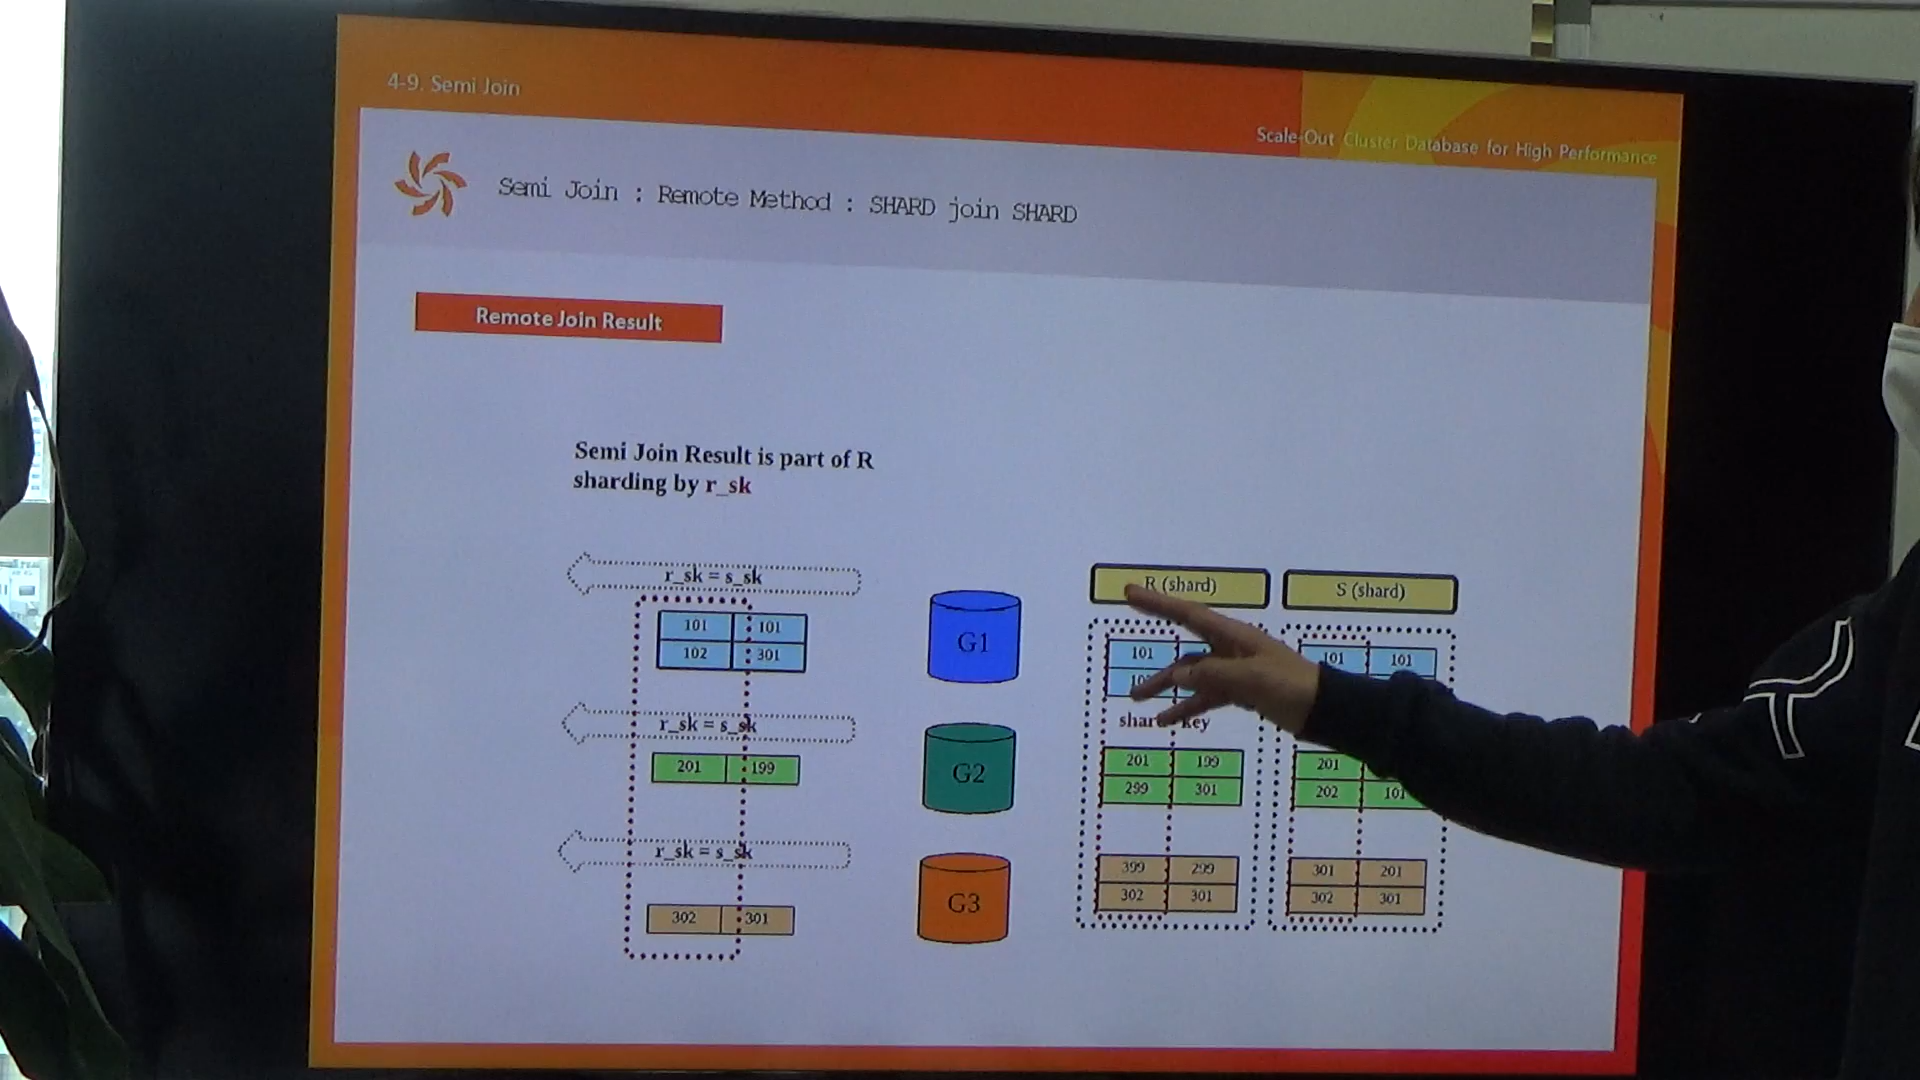 4-9. Semi Join
Scale-Out Cluster Database for High Performance
Semi Join : Remote Method : SHARD join SHARD
Remote Join Result
Semi Join Result is part of R
sharding by r_sk
r_sk = s_sk
101 101
102 301
r_sk = s_sk
201 199
r_sk = s_sk
302 301
G1
G2
G3
R (shard)
S (shard)
101
101 101
key
201 199
299 301
201
202 101
399 299
302 301
301 201
302 301